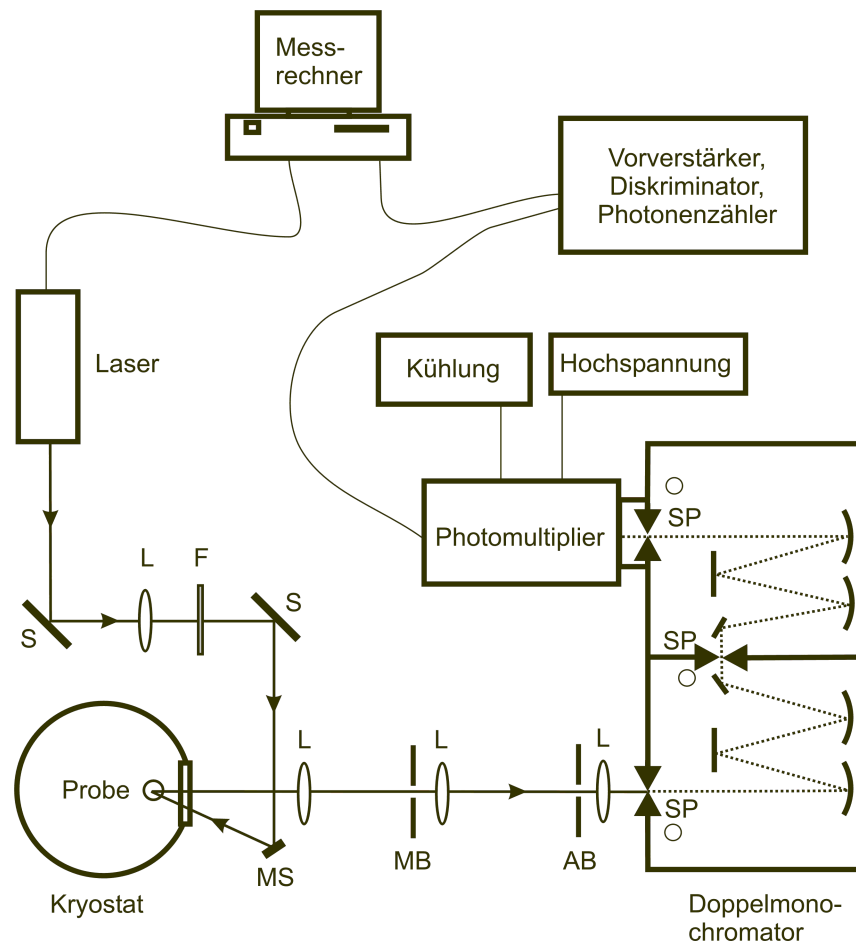 Mess-
rechner
Vorverstärker,
Diskriminator,
Photonenzähler
Laser
Kühlung
Hochspannung
Photomultiplier
SP
L
F
S
S
SP
Probe
L
L
L
SP
MS
MB
AB
Kryostat
Doppelmono-
chromator